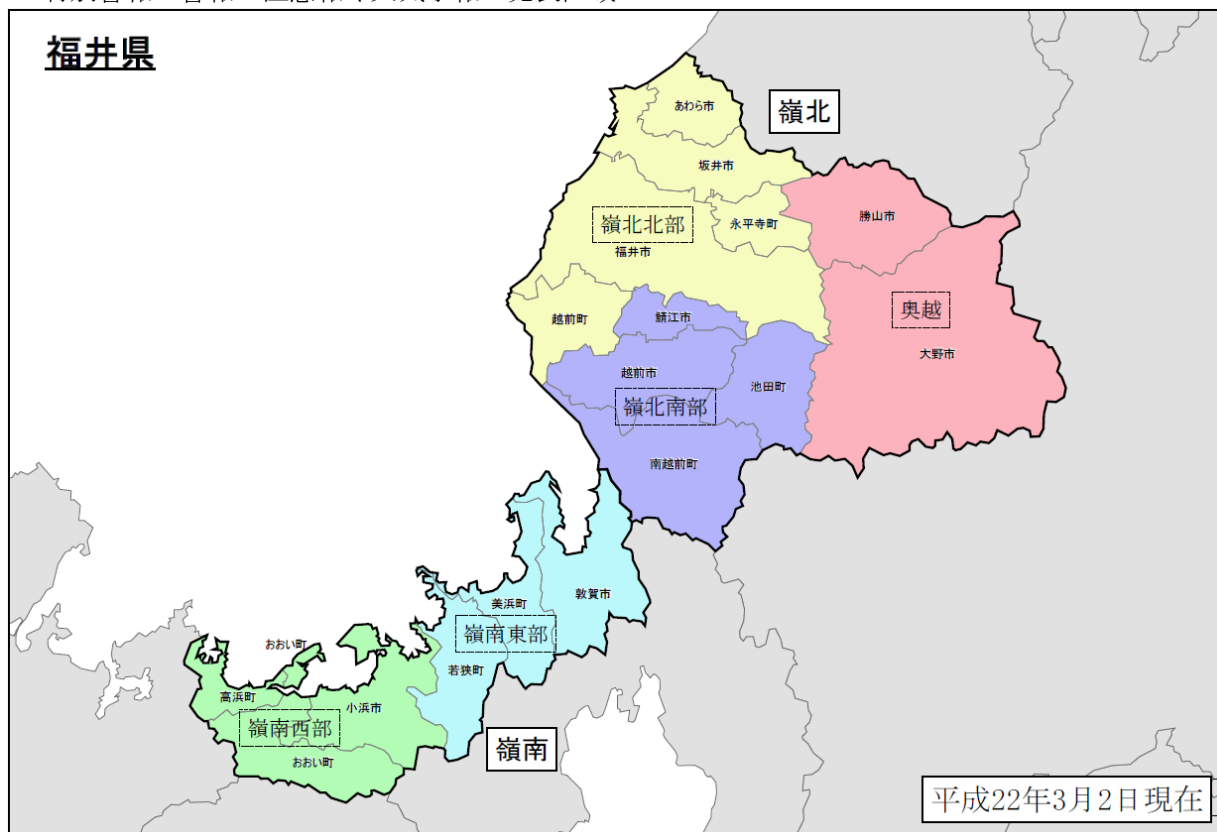 福井県
嶺北
あわら市
坂井市
永平寺町
勝山市
嶺北北部
福井市
奥越
大野市
越前町
鯖江市
越前市
池田町
嶺北南部
南越前町
敦賀市
美浜町
嶺南東部
若狭町
おおい町
高浜町
小浜市
嶺南西部
おおい町
嶺南
平成22年3月2日現在